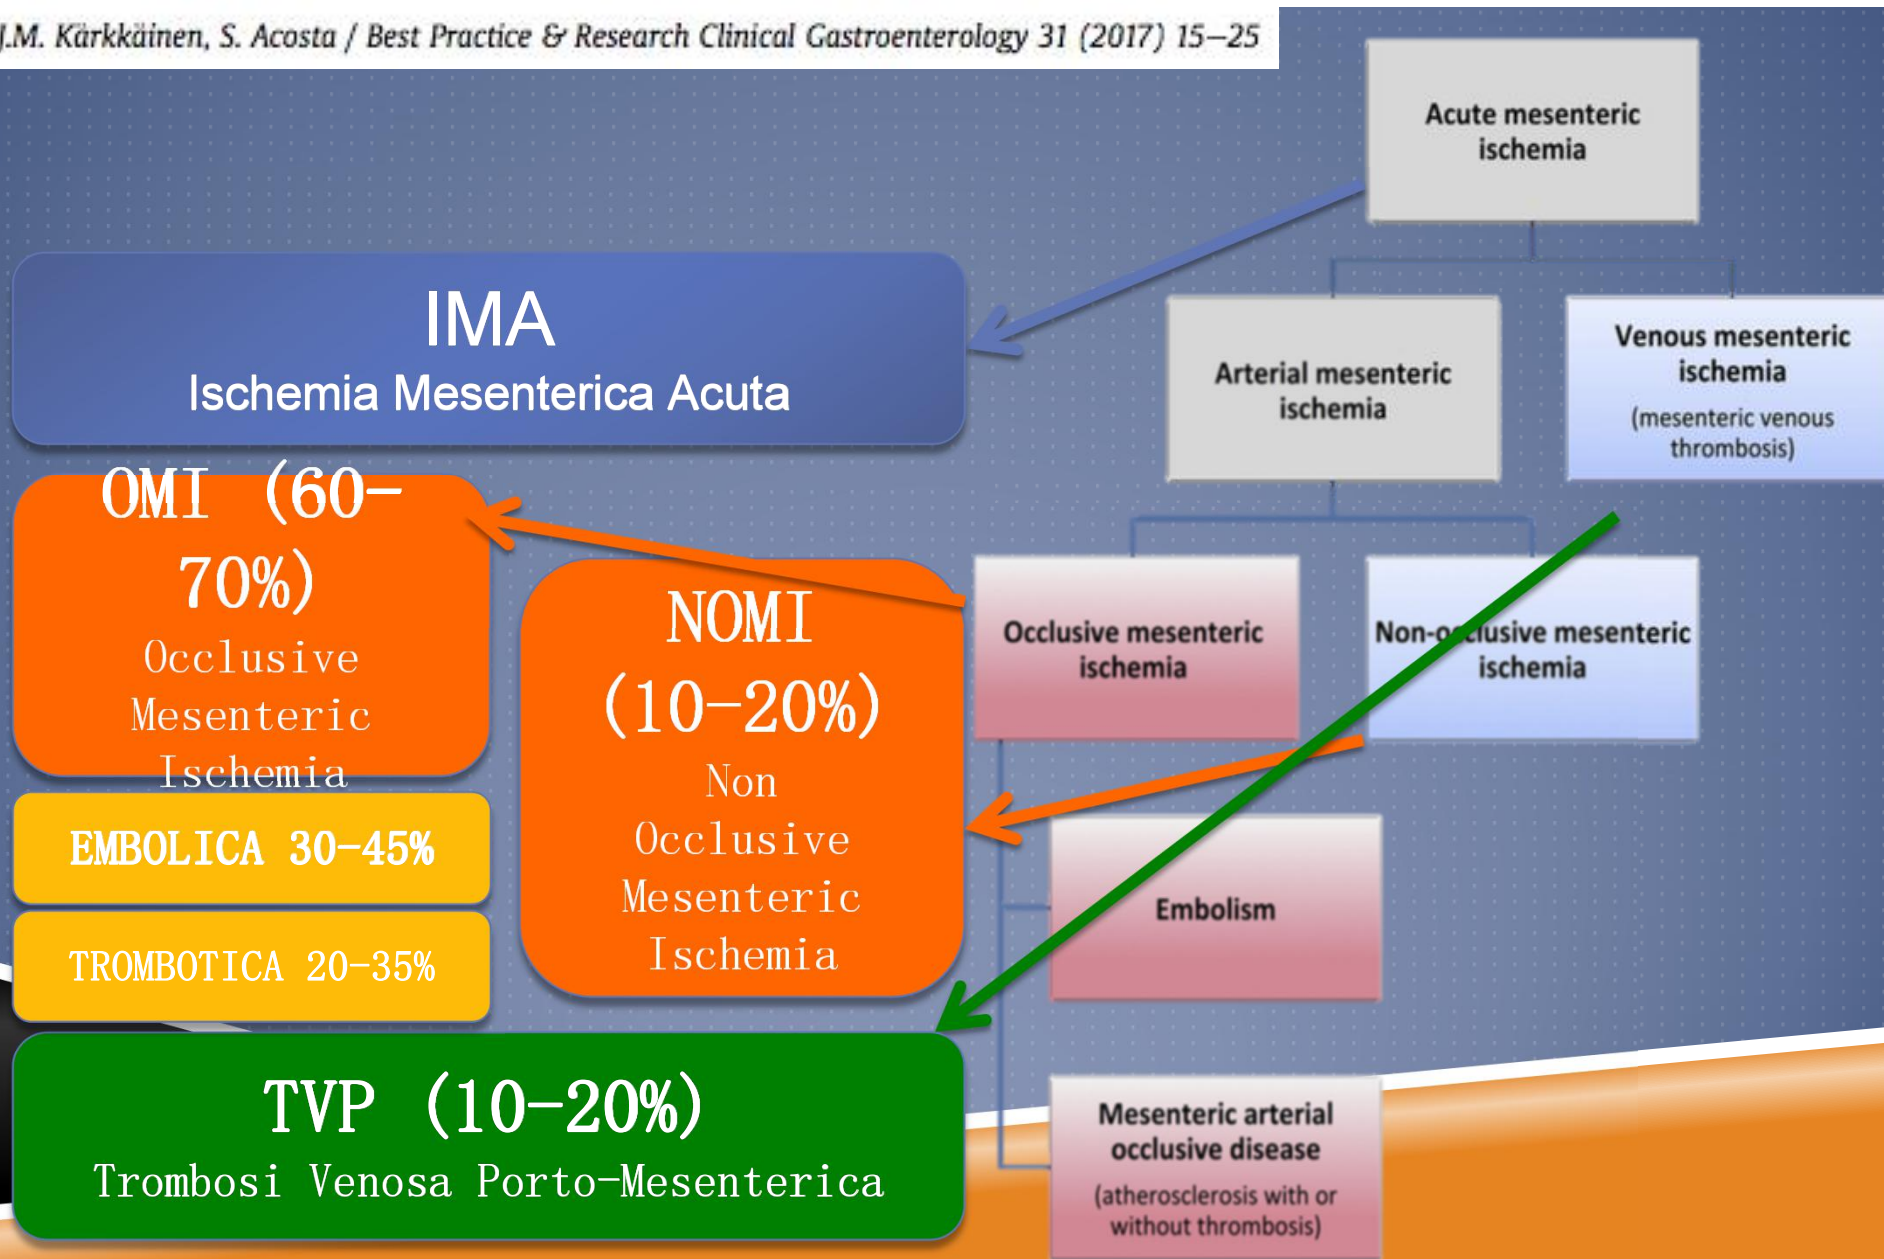 J.M. Kärkkäinen, S. Acosta / Best Practice & Research Clinical Gastroenterology 31 (2017) 15–25
IMA
Ischemia Mesenterica Acuta
OMI (60-
70%)
Occlusive
Mesenteric
Ischemia
EMBOLICA 30-45%
TROMBOTICA 20-35%
NOMI
(10-20%)
Non
Occlusive
Mesenteric
Ischemia
TVP (10-20%)
Trombosi Venosa Porto-Mesenterica
Acute mesenteric
ischemia
Arterial mesenteric
ischemia
Venous mesenteric
ischemia
(mesenteric venous
thrombosis)
Occlusive mesenteric
ischemia
Non-occlusive mesenteric
ischemia
Embolism
Mesenteric arterial
occlusive disease
(atherosclerosis with or
without thrombosis)